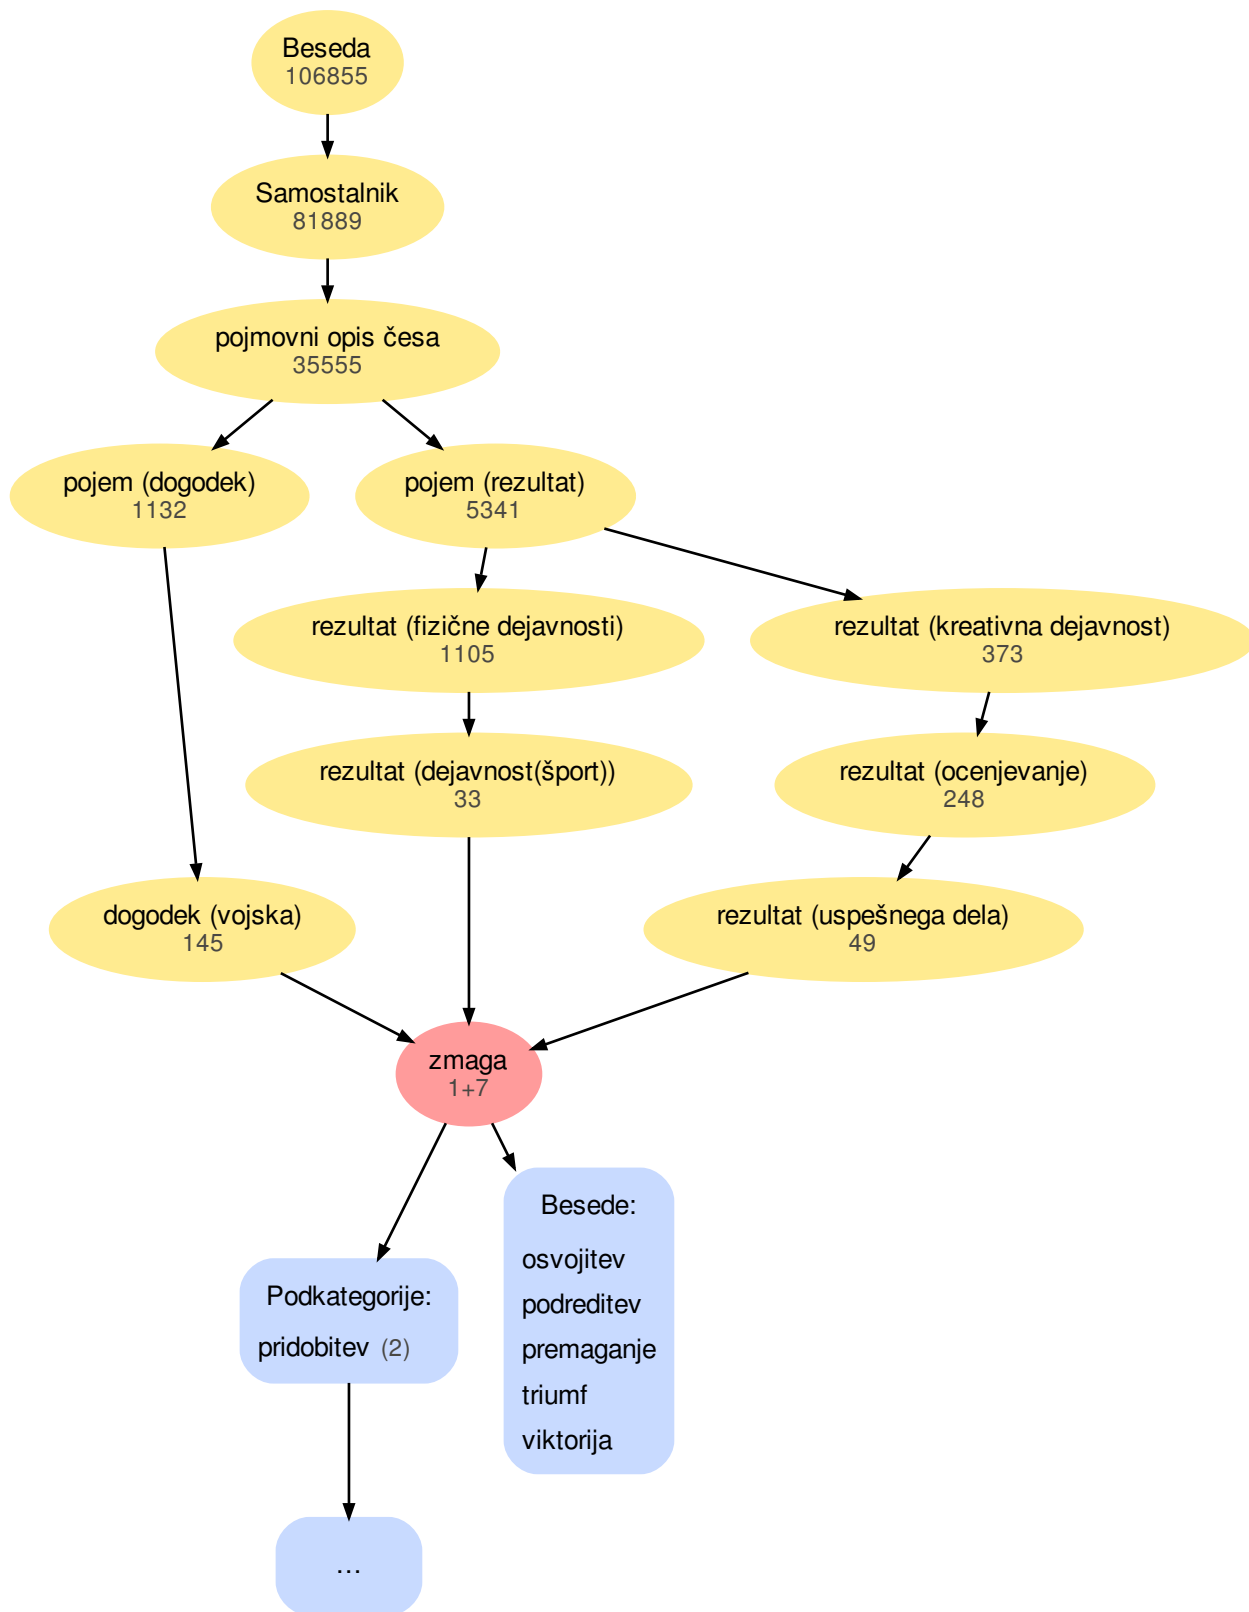 Beseda
106855
Samostalnik
81889
pojmovni opis česa
35555
pojem (dogodek)
1132
pojem (rezultat)
5341
rezultat (fizične dejavnosti)
1105
rezultat (kreativna dejavnost)
373
rezultat (dejavnost(šport))
33
rezultat (ocenjevanje)
248
dogodek (vojska)
145
rezultat (uspešnega dela)
49
zmaga
1+7
Besede:
osvojitev
podreditev
premaganje
triumf
viktorija
Podkategorije:
pridobitev (2)
...